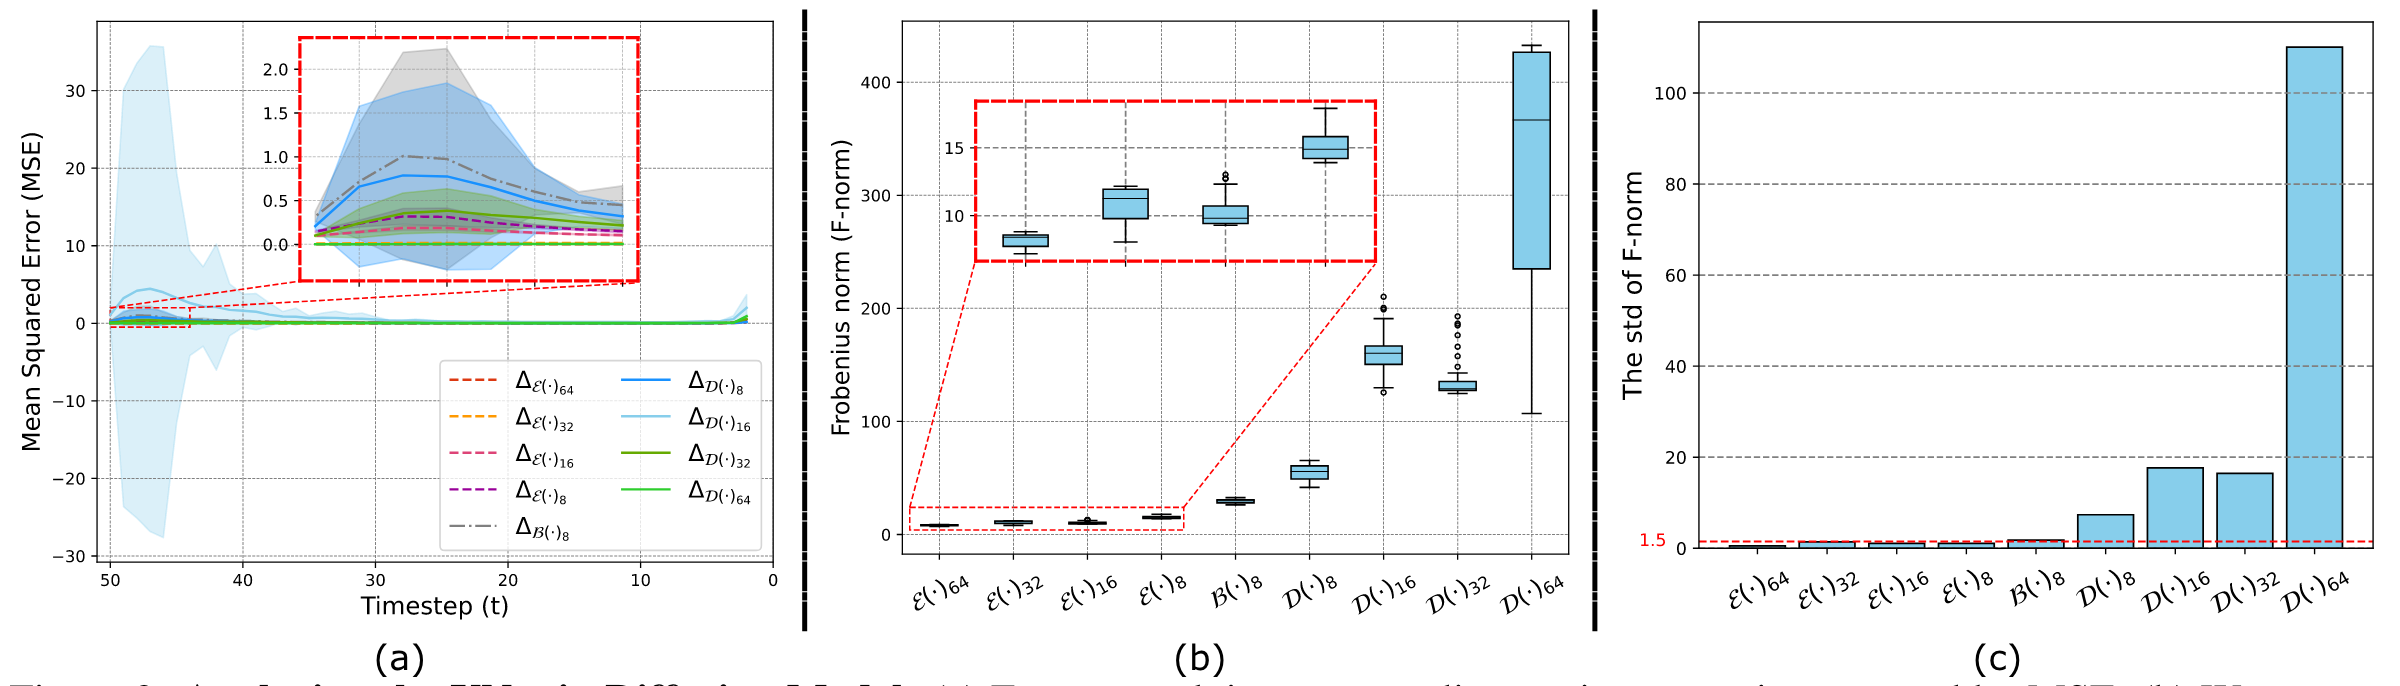 Mean Squared Error (MSE)
30
20
10
0
−10
−20
−30
50
40
30
20
10
0
Timestep (t)
2.0
1.5
1.0
0.5
0.0
Δℰ(·)64
Δℰ(·)32
Δℰ(·)16
Δℰ(·)8
Δℬ(·)8
Δ𝒟(·)8
Δ𝒟(·)16
Δ𝒟(·)32
Δ𝒟(·)64
(a)
Frobenius norm (F-norm)
400
300
200
100
0
15
10
ℰ(·)64
ℰ(·)32
ℰ(·)16
ℰ(·)8
ℬ(·)8
𝒟(·)8
𝒟(·)16
𝒟(·)32
𝒟(·)64
(b)
The std of F-norm
100
80
60
40
20
1.5
0
ℰ(·)64
ℰ(·)32
ℰ(·)16
ℰ(·)8
ℬ(·)8
𝒟(·)8
𝒟(·)16
𝒟(·)32
𝒟(·)64
(c)